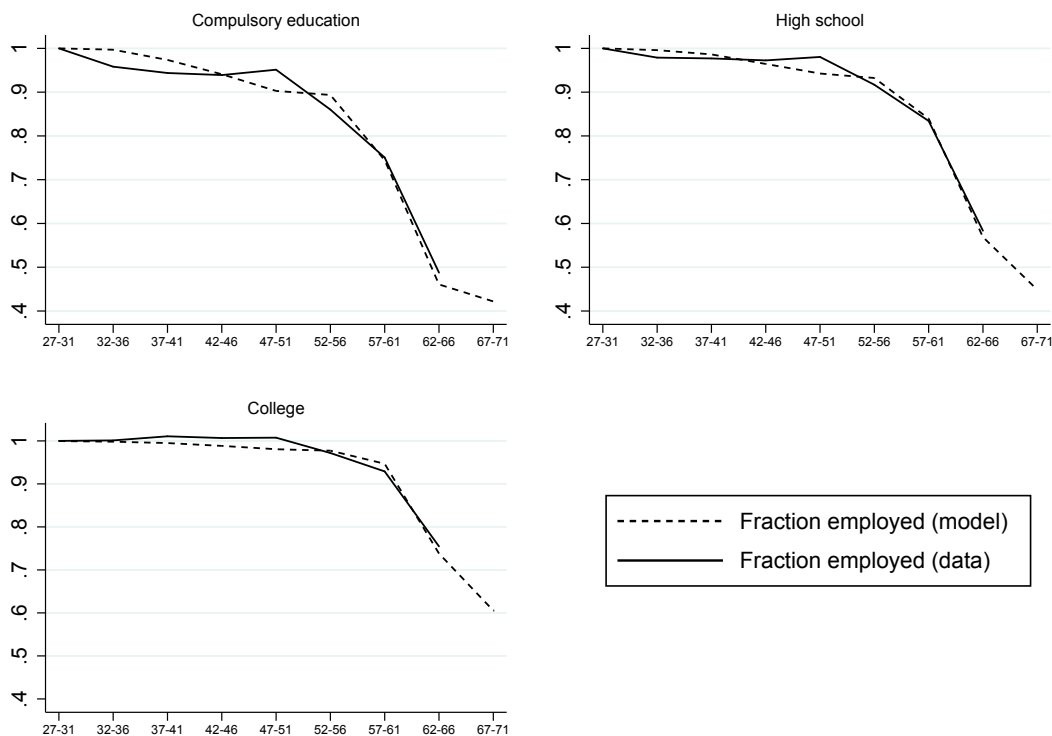 Compulsory education
1
.9
.8
.7
.6
.5
.4
27-31 32-36 37-41 42-46 47-51 52-56 57-61 62-66 67-71
High school
1
.9
.8
.7
.6
.5
.4
27-31 32-36 37-41 42-46 47-51 52-56 57-61 62-66 67-71
College
1
.9
.8
.7
.6
.5
.4
27-31 32-36 37-41 42-46 47-51 52-56 57-61 62-66 67-71
Fraction employed (model)
Fraction employed (data)